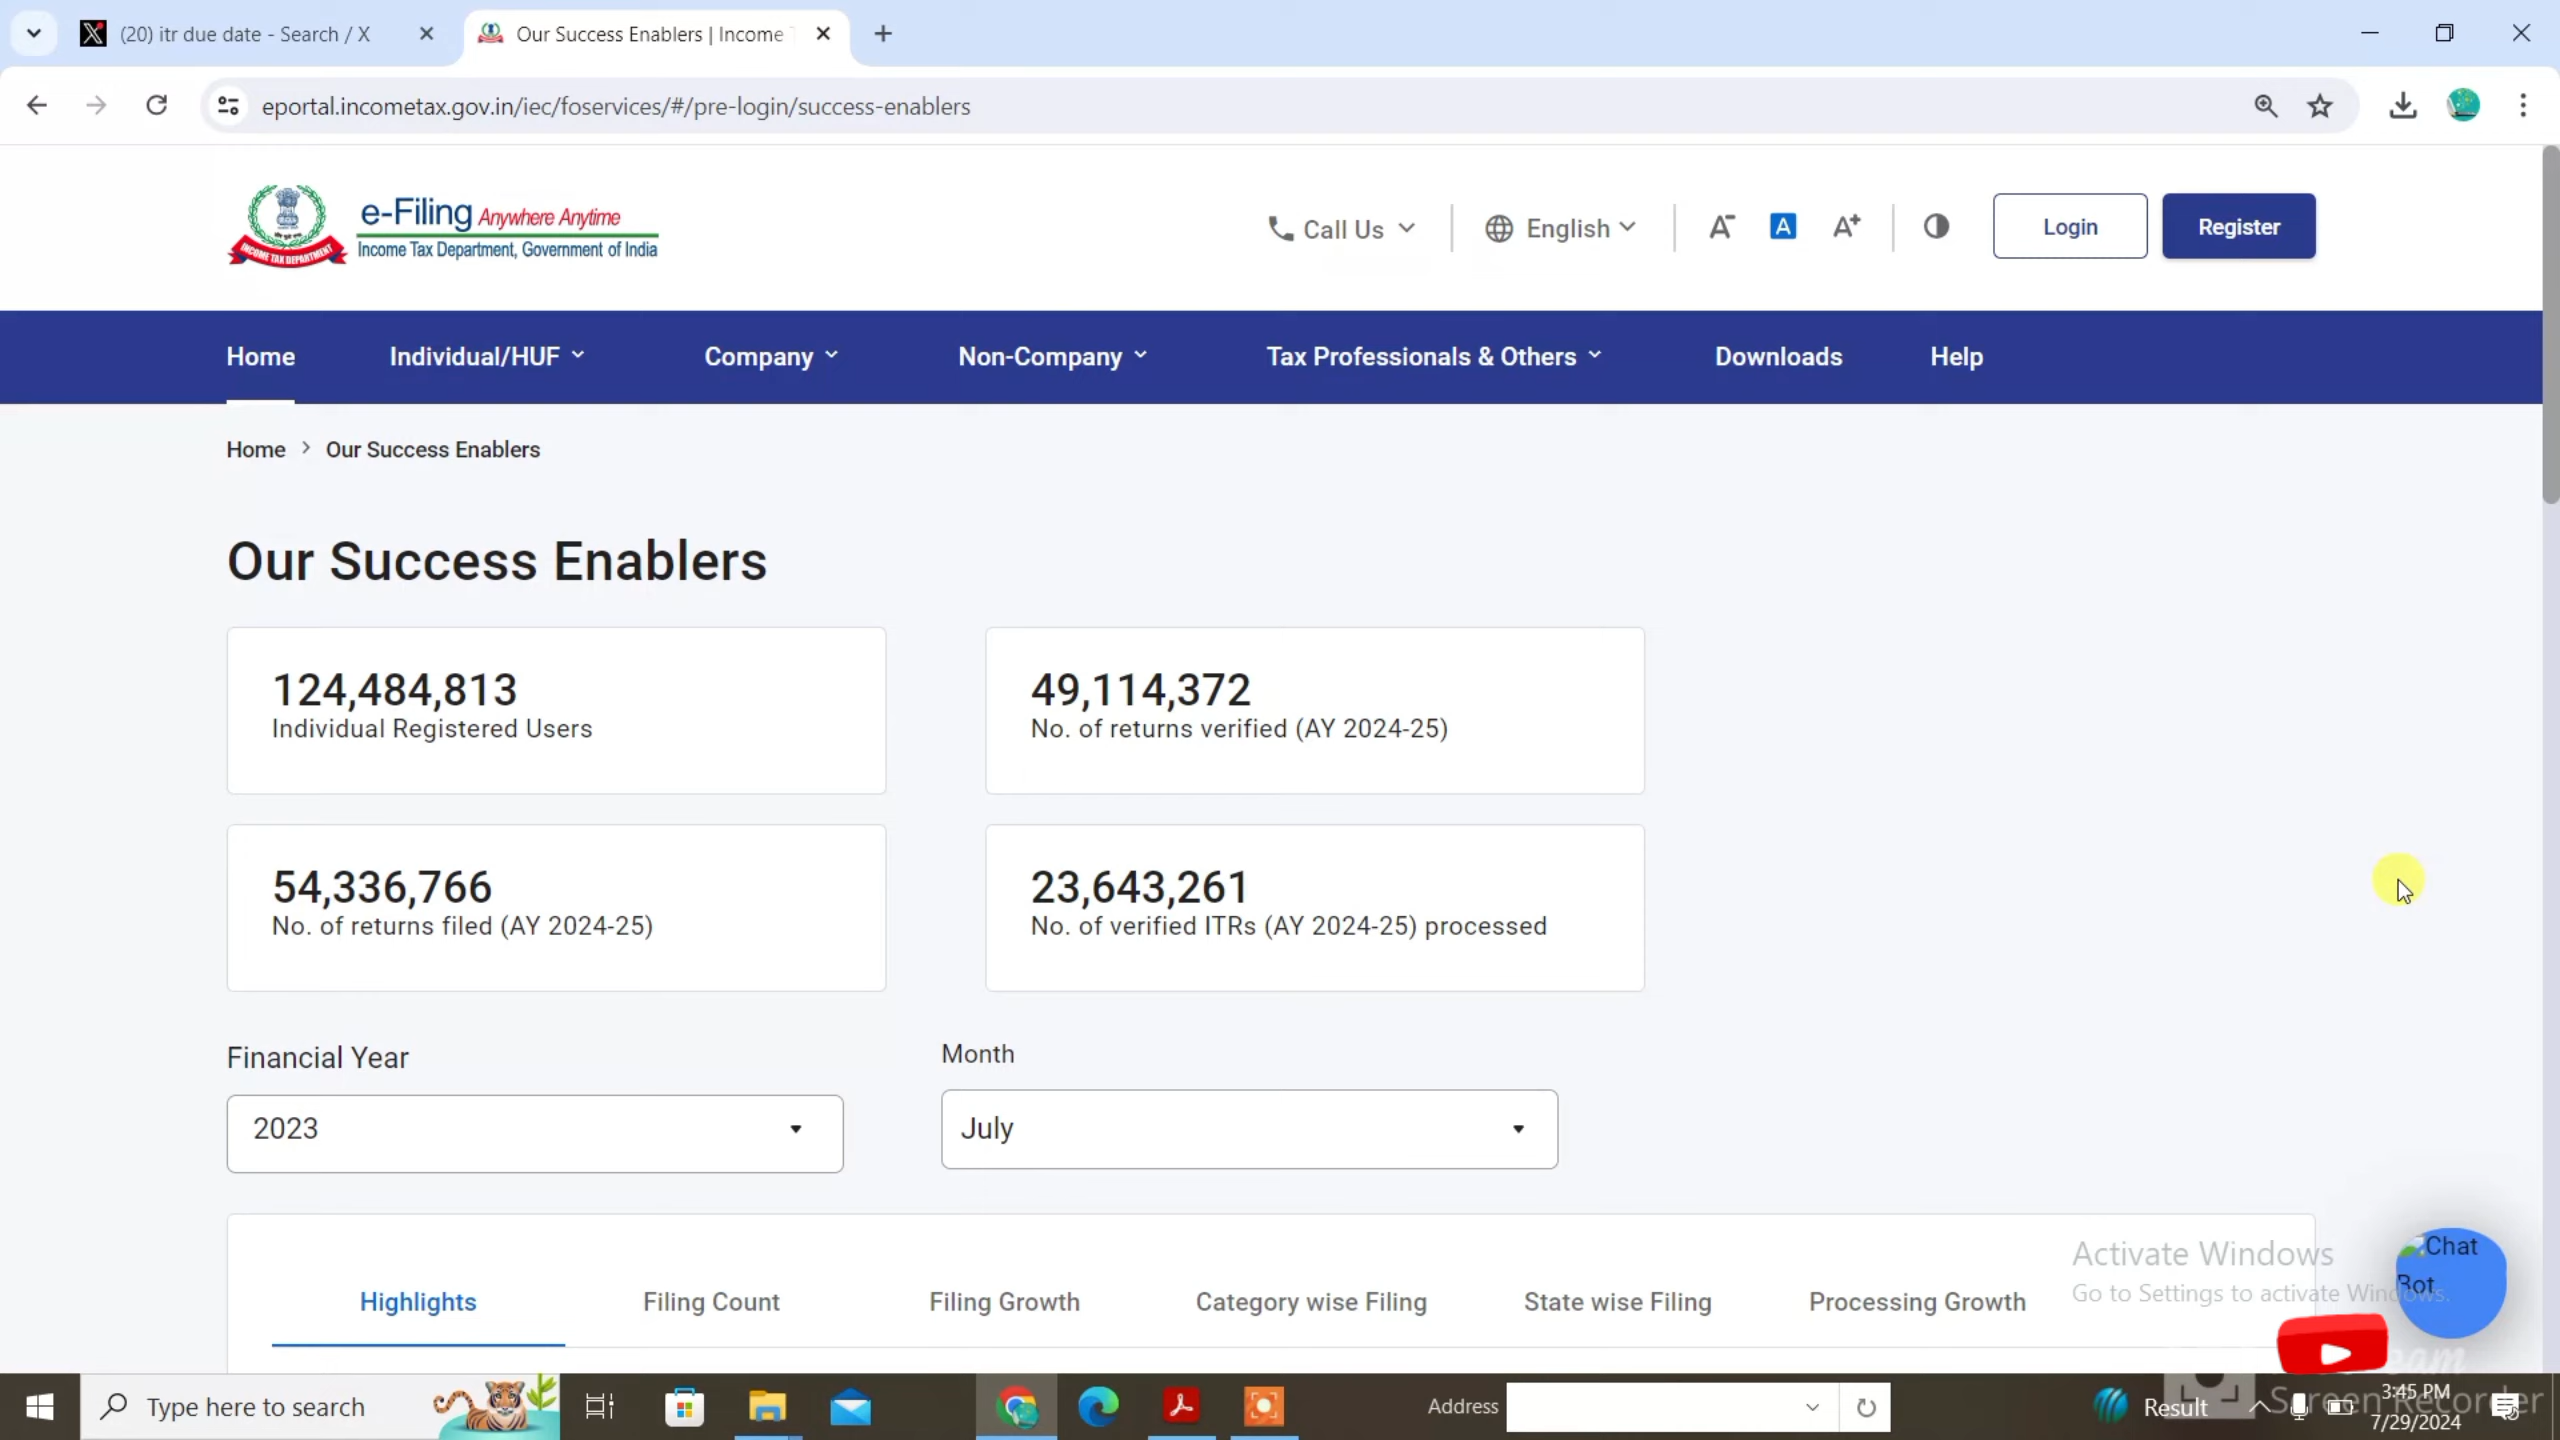 (20) itr due date - Search / X
Our Success Enablers | Income
eportal.incometax.gov.in/iec/foservices/#/pre-login/success-enablers
e-Filing Anywhere Anytime
Income Tax Department, Government of India
INCOME TAX DEPARTMENT
Call Us
English
A-
A
A+
Login
Register
Home
Individual/HUF
Company
Non-Company
Tax Professionals & Others
Downloads
Help
Home > Our Success Enablers
Our Success Enablers
124,484,813
Individual Registered Users
49,114,372
No. of returns verified (AY 2024-25)
54,336,766
No. of returns filed (AY 2024-25)
23,643,261
No. of verified ITRs (AY 2024-25) processed
Financial Year
2023
Month
July
Highlights
Filing Count
Filing Growth
Category wise Filing
State wise Filing
Processing Growth
Activate Windows
Go to Settings to activate Windows.
Chat
Bot
Type here to search
Address
Result
Screen Recorder
3:45 PM
7/29/2024